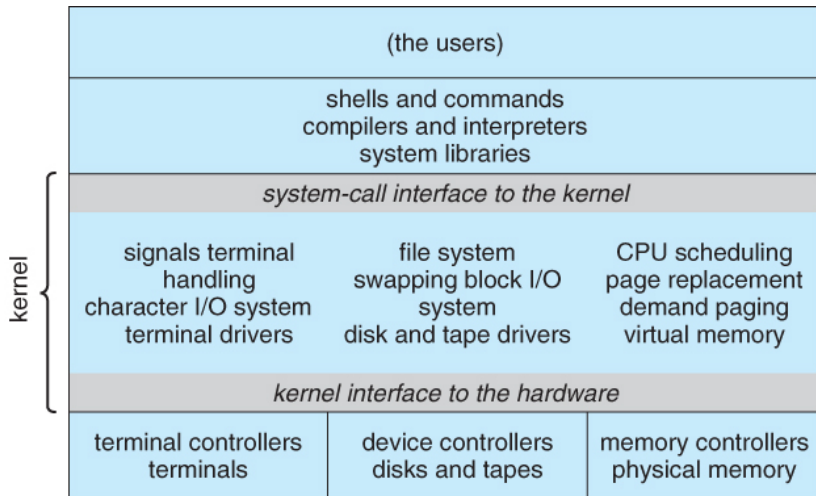 (the users)
shells and commands
compilers and interpreters
system libraries
kernel
system-call interface to the kernel
signals terminal
handling
character I/O system
terminal drivers
file system
swapping block I/O
system
disk and tape drivers
CPU scheduling
page replacement
demand paging
virtual memory
kernel interface to the hardware
terminal controllers
terminals
device controllers
disks and tapes
memory controllers
physical memory